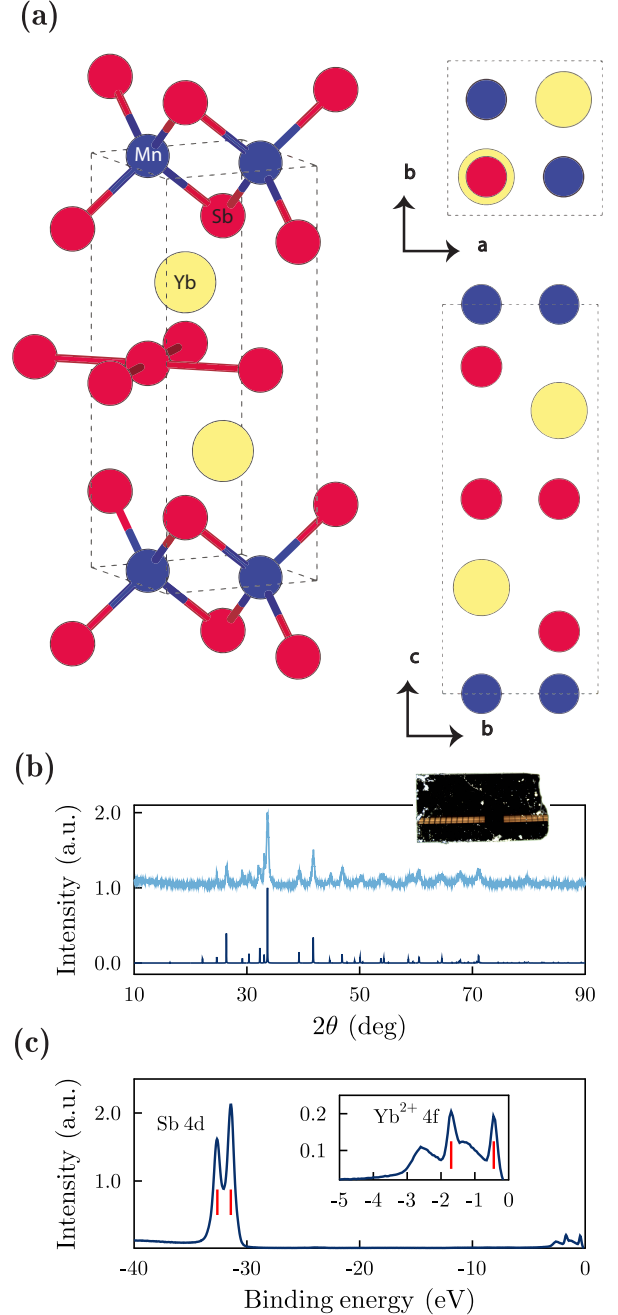 (a)
Mn
Sb
Yb
b
a
c
b
(b)
Intensity (a.u.)
2.0
1.0
0.0
10 30 50 70 90
2θ (deg)
(c)
Intensity (a.u.)
2.0
1.0
Sb 4d
Yb²⁺ 4f
0.2
0.1
-5 -4 -3 -2 -1 0
-40 -30 -20 -10 0
Binding energy (eV)